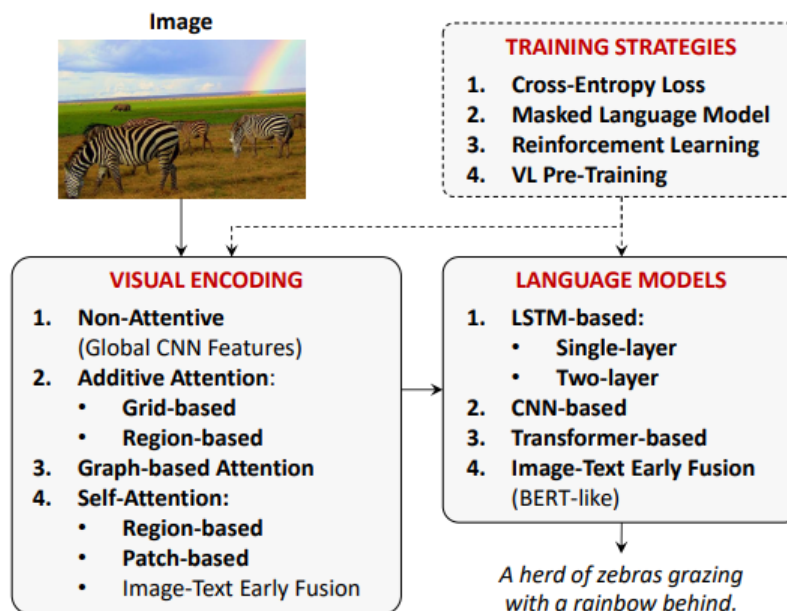 Image
TRAINING STRATEGIES
1. Cross-Entropy Loss
2. Masked Language Model
3. Reinforcement Learning
4. VL Pre-Training
VISUAL ENCODING
1. Non-Attentive
(Global CNN Features)
2. Additive Attention:
• Grid-based
• Region-based
3. Graph-based Attention
4. Self-Attention:
• Region-based
• Patch-based
• Image-Text Early Fusion
LANGUAGE MODELS
1. LSTM-based:
• Single-layer
• Two-layer
2. CNN-based
3. Transformer-based
4. Image-Text Early Fusion
(BERT-like)
A herd of zebras grazing
with a rainbow behind.